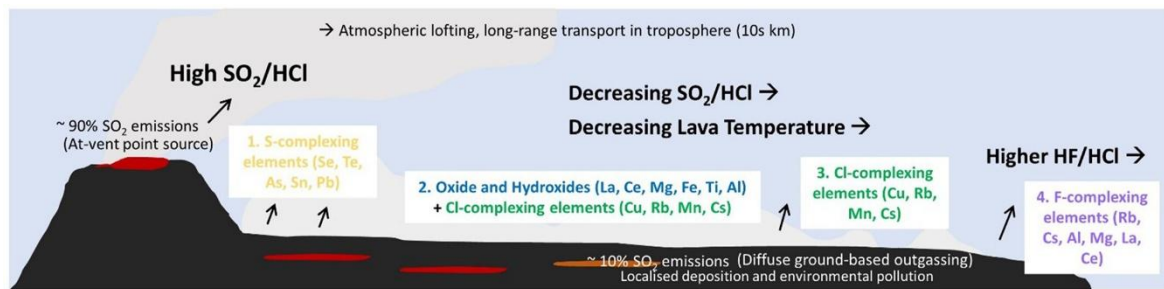 → Atmospheric lofting, long-range transport in troposphere (10s km)
High SO₂/HCl
~ 90% SO₂ emissions
(At-vent point source)
1. S-complexing
elements (Se, Te,
As, Sn, Pb)
Decreasing SO₂/HCl →
Decreasing Lava Temperature →
2. Oxide and Hydroxides (La, Ce, Mg, Fe, Ti, Al)
+ Cl-complexing elements (Cu, Rb, Mn, Cs)
3. Cl-complexing
elements (Cu, Rb,
Mn, Cs)
Higher HF/HCl →
4. F-complexing
elements (Rb,
Cs, Al, Mg, La,
Ce)
~ 10% SO₂ emissions (Diffuse ground-based outgassing)
Localised deposition and environmental pollution